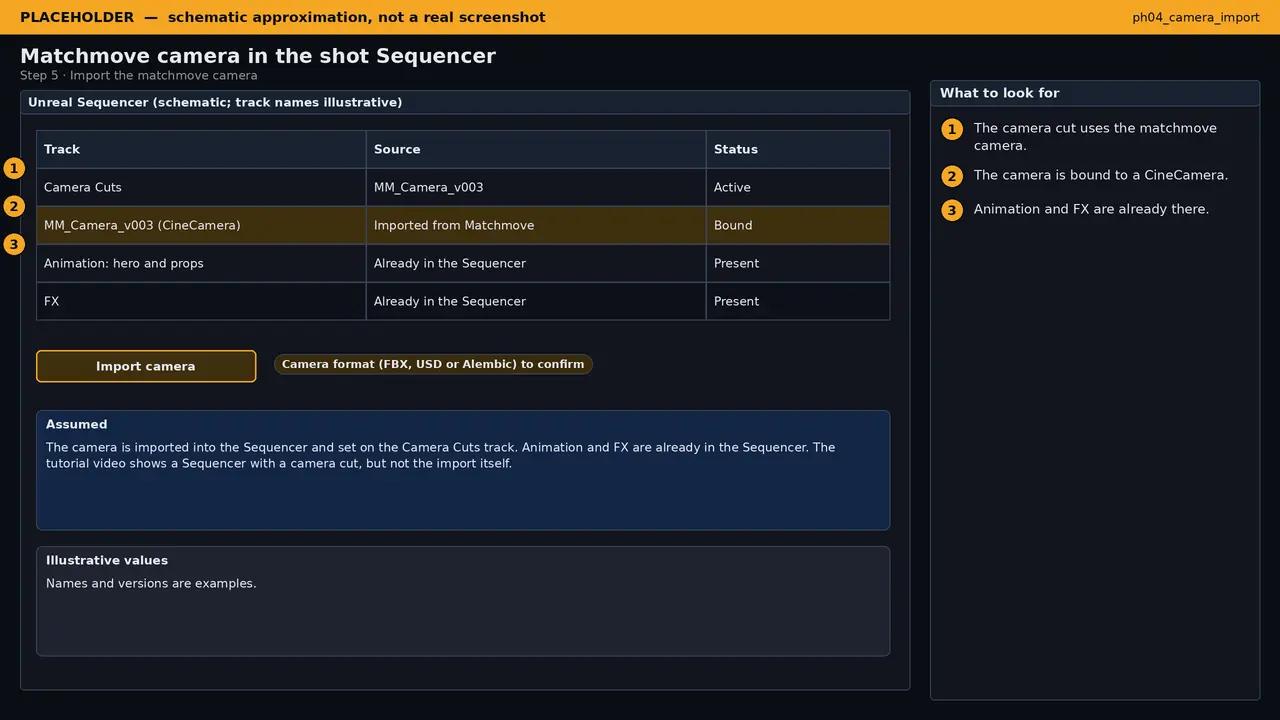 PLACEHOLDER — schematic approximation, not a real screenshot
ph04_camera_import
Matchmove camera in the shot Sequencer
Step 5 · Import the matchmove camera
Unreal Sequencer (schematic; track names illustrative)
Track Source Status
1
Camera Cuts MM_Camera_v003 Active
2
MM_Camera_v003 (CineCamera) Imported from Matchmove Bound
3
Animation: hero and props Already in the Sequencer Present
FX Already in the Sequencer Present
Import camera
Camera format (FBX, USD or Alembic) to confirm
Assumed
The camera is imported into the Sequencer and set on the Camera Cuts track. Animation and FX are already in the Sequencer. The
tutorial video shows a Sequencer with a camera cut, but not the import itself.
Illustrative values
Names and versions are examples.
What to look for
1 The camera cut uses the matchmove
camera.
2 The camera is bound to a CineCamera.
3 Animation and FX are already there.